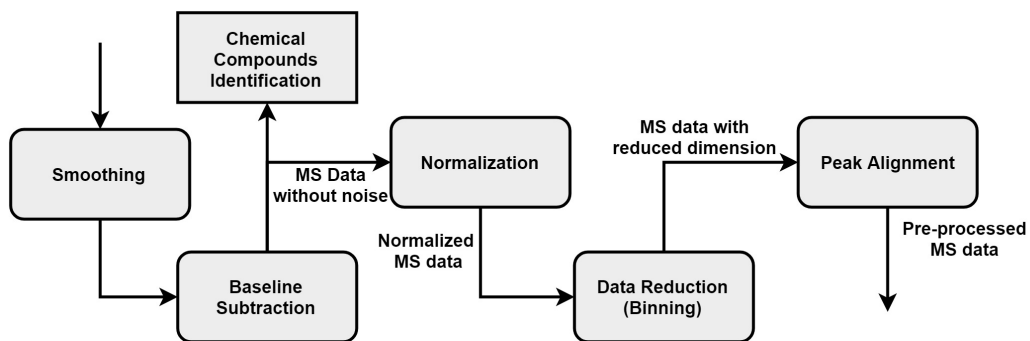 Chemical
Compounds
Identification
Smoothing
Baseline
Subtraction
MS Data
without noise
Normalization
Normalized
MS data
Data Reduction
(Binning)
MS data with
reduced dimension
Peak Alignment
Pre-processed
MS data